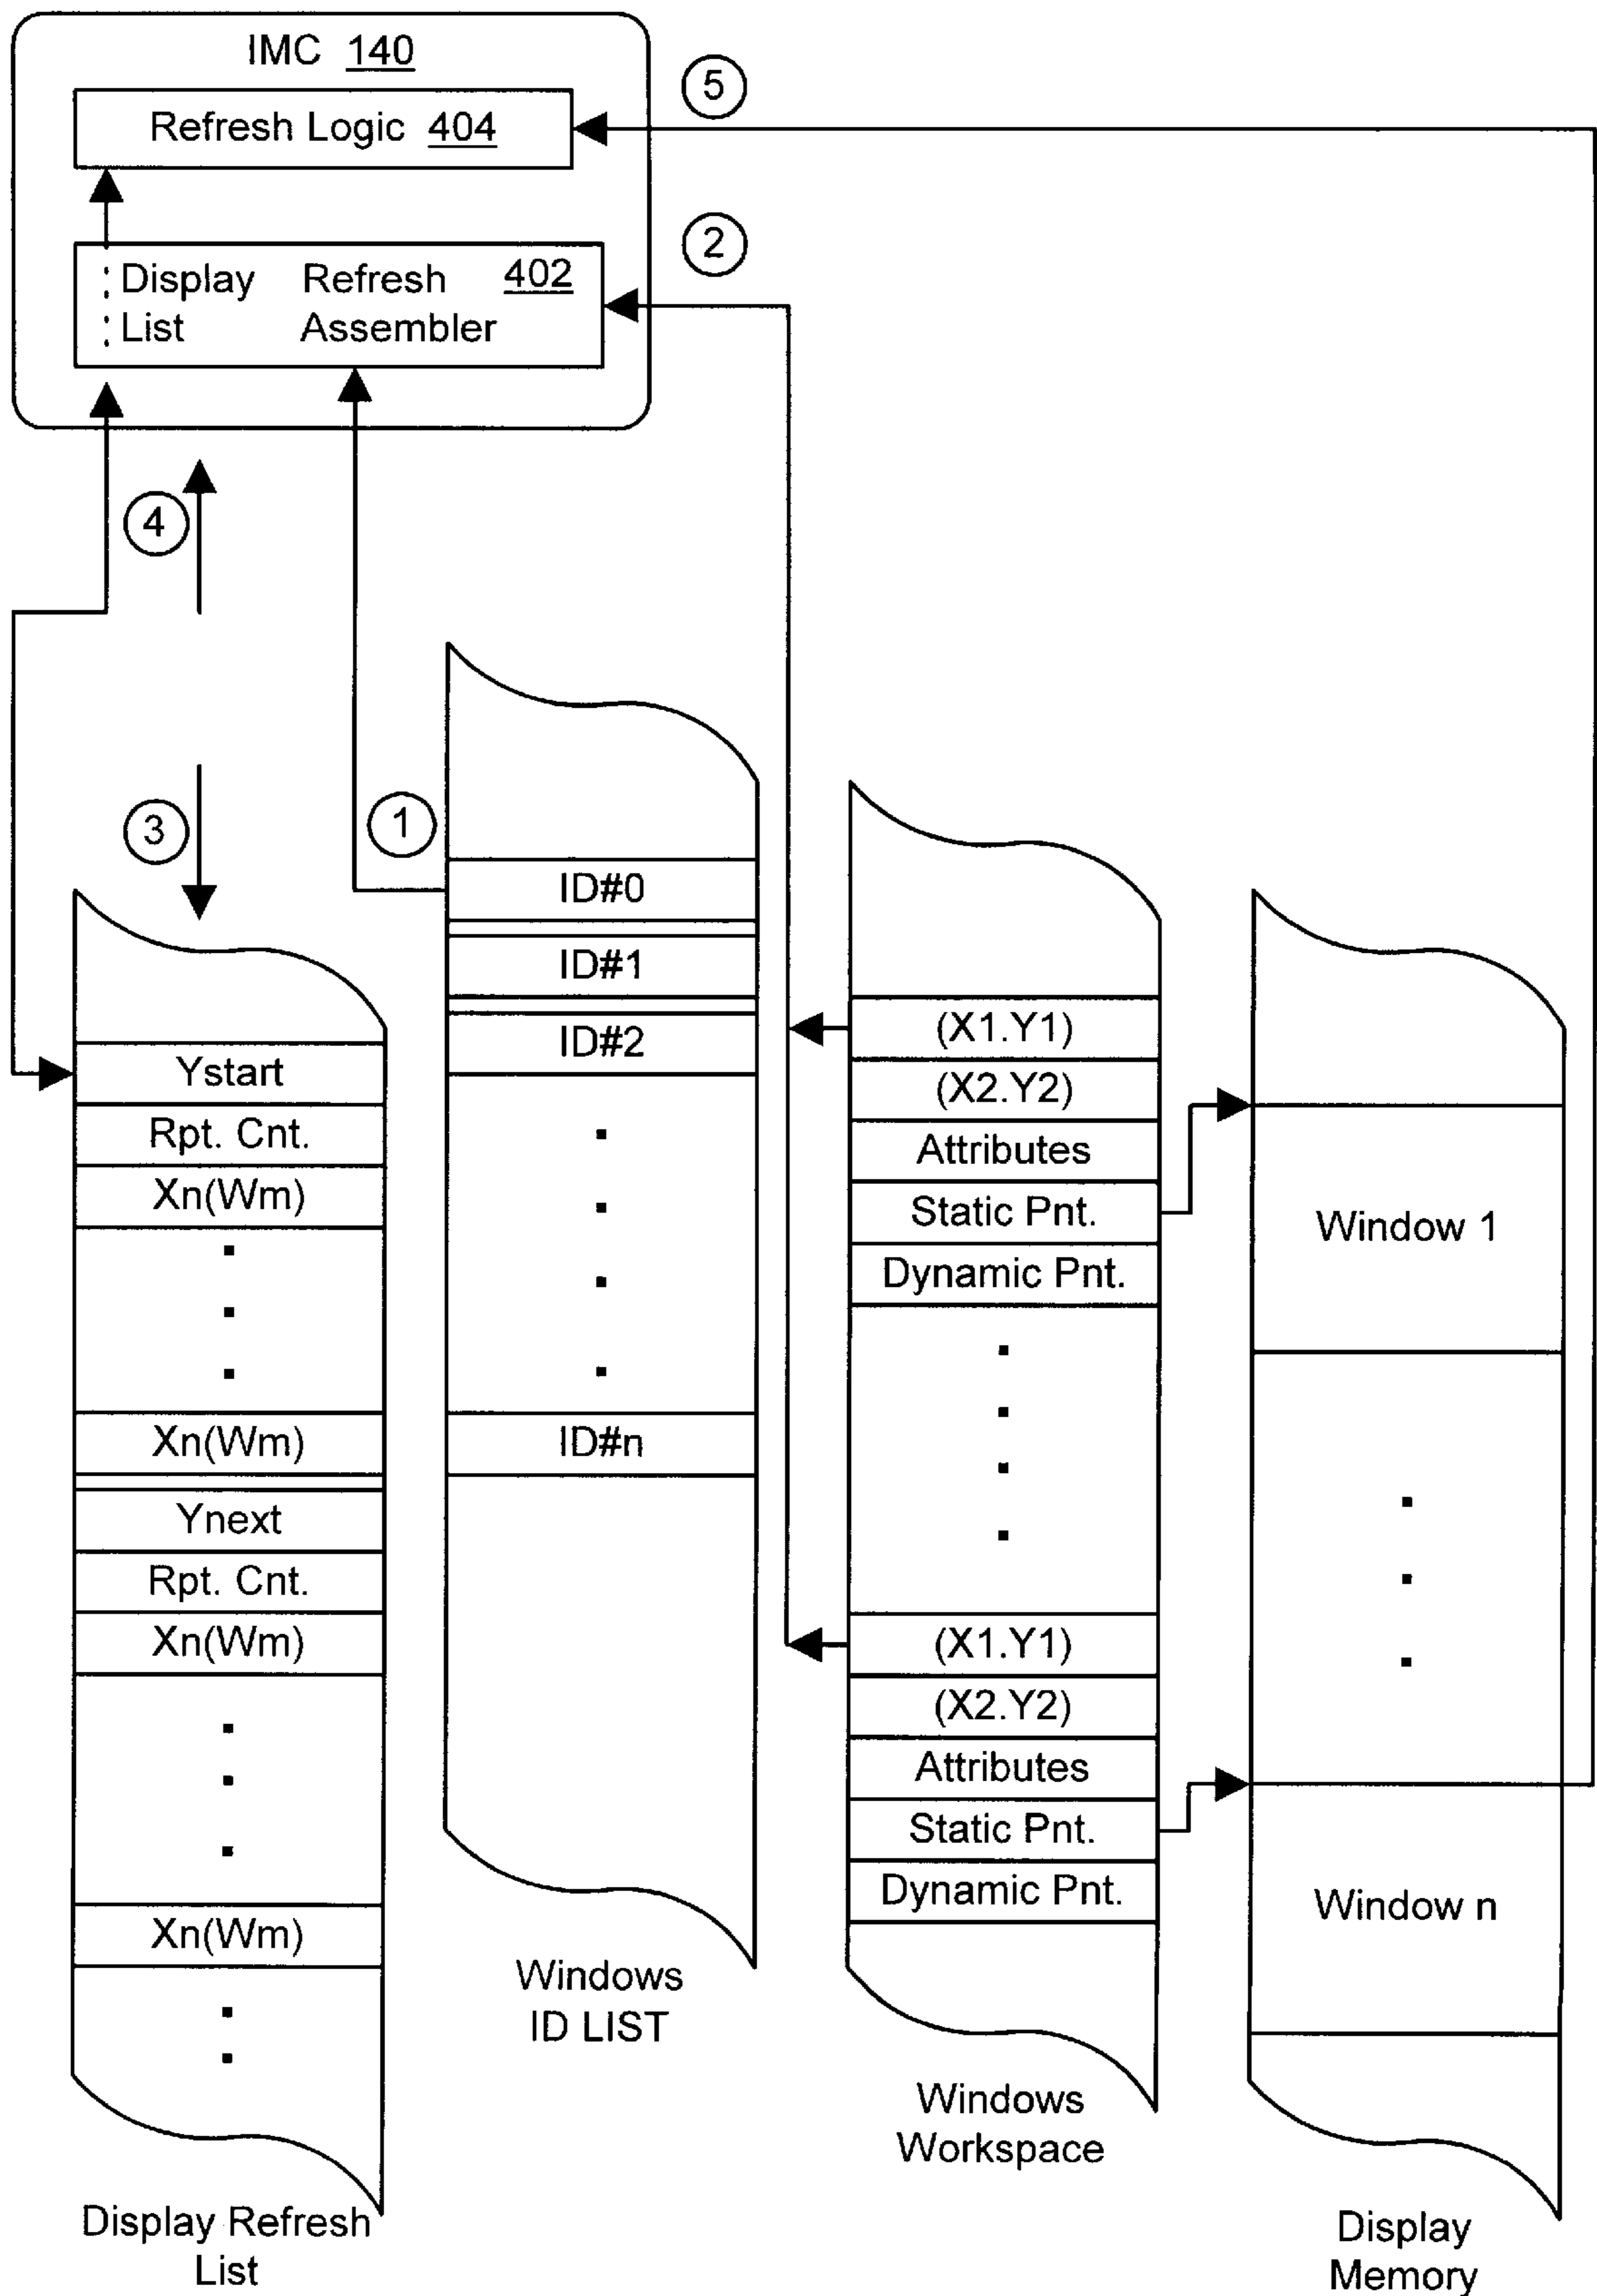 IMC 140
5
Refresh Logic 404
2
Display Refresh 402
List Assembler
4
3
1
ID#0
ID#1
ID#2
ID#n
Windows
ID LIST
Ystart
Rpt. Cnt.
Xn(Wm)
Xn(Wm)
Ynext
Rpt. Cnt.
Xn(Wm)
Xn(Wm)
Display Refresh
List
(X1.Y1)
(X2.Y2)
Attributes
Static Pnt.
Dynamic Pnt.
(X1.Y1)
(X2.Y2)
Attributes
Static Pnt.
Dynamic Pnt.
Windows
Workspace
Window 1
Window n
Display
Memory